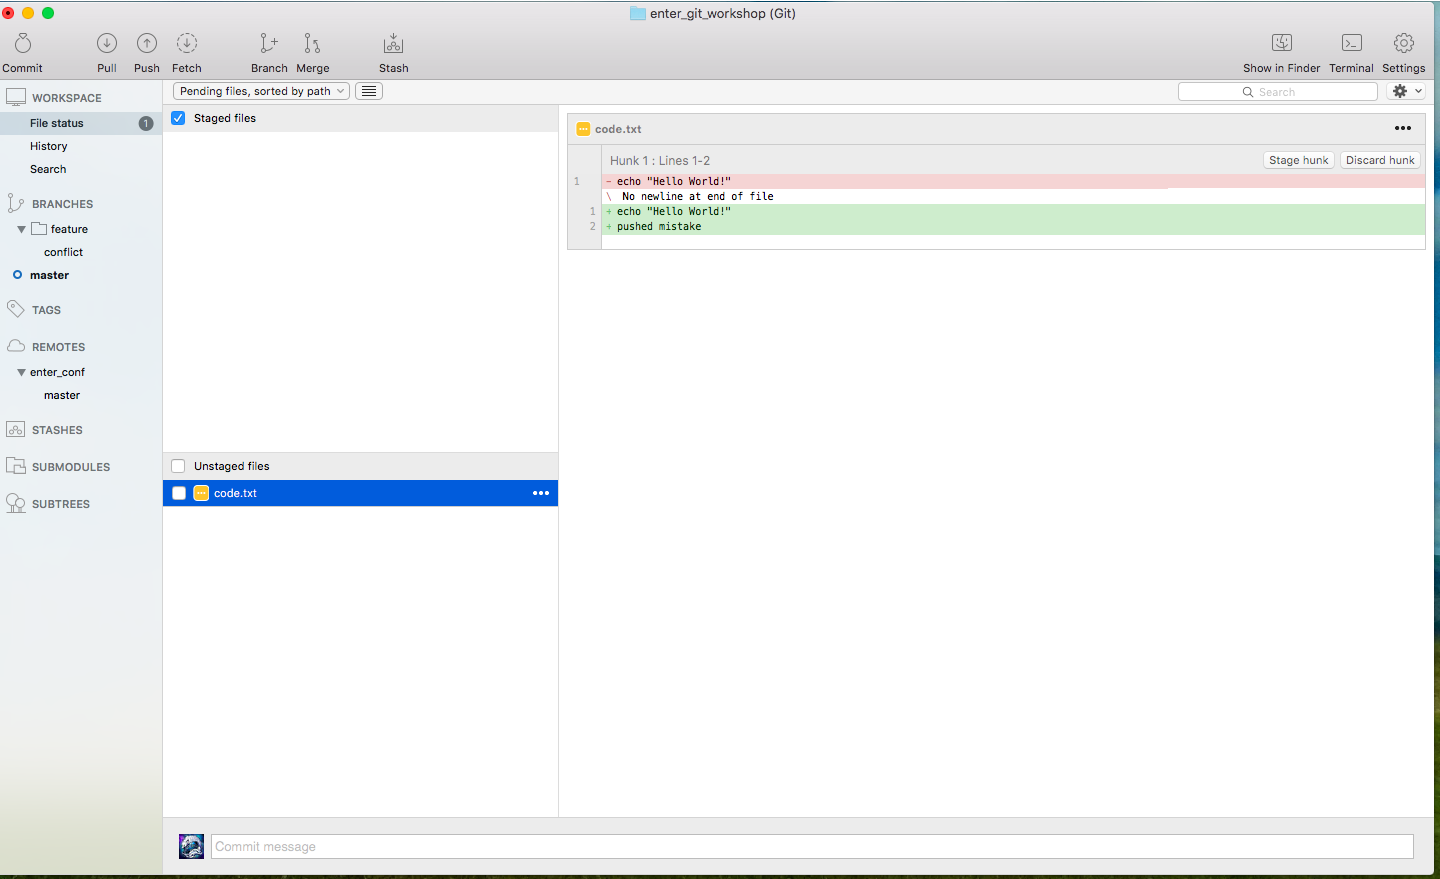 enter_git_workshop (Git)
Commit Pull Push Fetch Branch Merge Stash Show in Finder Terminal Settings
WORKSPACE
File status 1
History
Search
BRANCHES
feature
conflict
master
TAGS
REMOTES
enter_conf
master
STASHES
SUBMODULES
SUBTREES
Pending files, sorted by path
Search
Staged files
Unstaged files
code.txt
code.txt
Hunk 1 : Lines 1-2 Stage hunk Discard hunk
1 - echo "Hello World!"
\ No newline at end of file
1 + echo "Hello World!"
2 + pushed mistake
Commit message